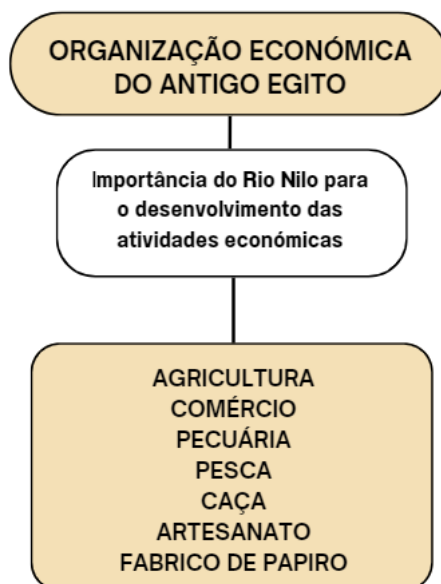 ORGANIZAÇÃO ECONÓMICA
DO ANTIGO EGITO
Importância do Rio Nilo para
o desenvolvimento das
atividades económicas
AGRICULTURA
COMÉRCIO
PECUÁRIA
PESCA
CAÇA
ARTESANATO
FABRICO DE PAPIRO